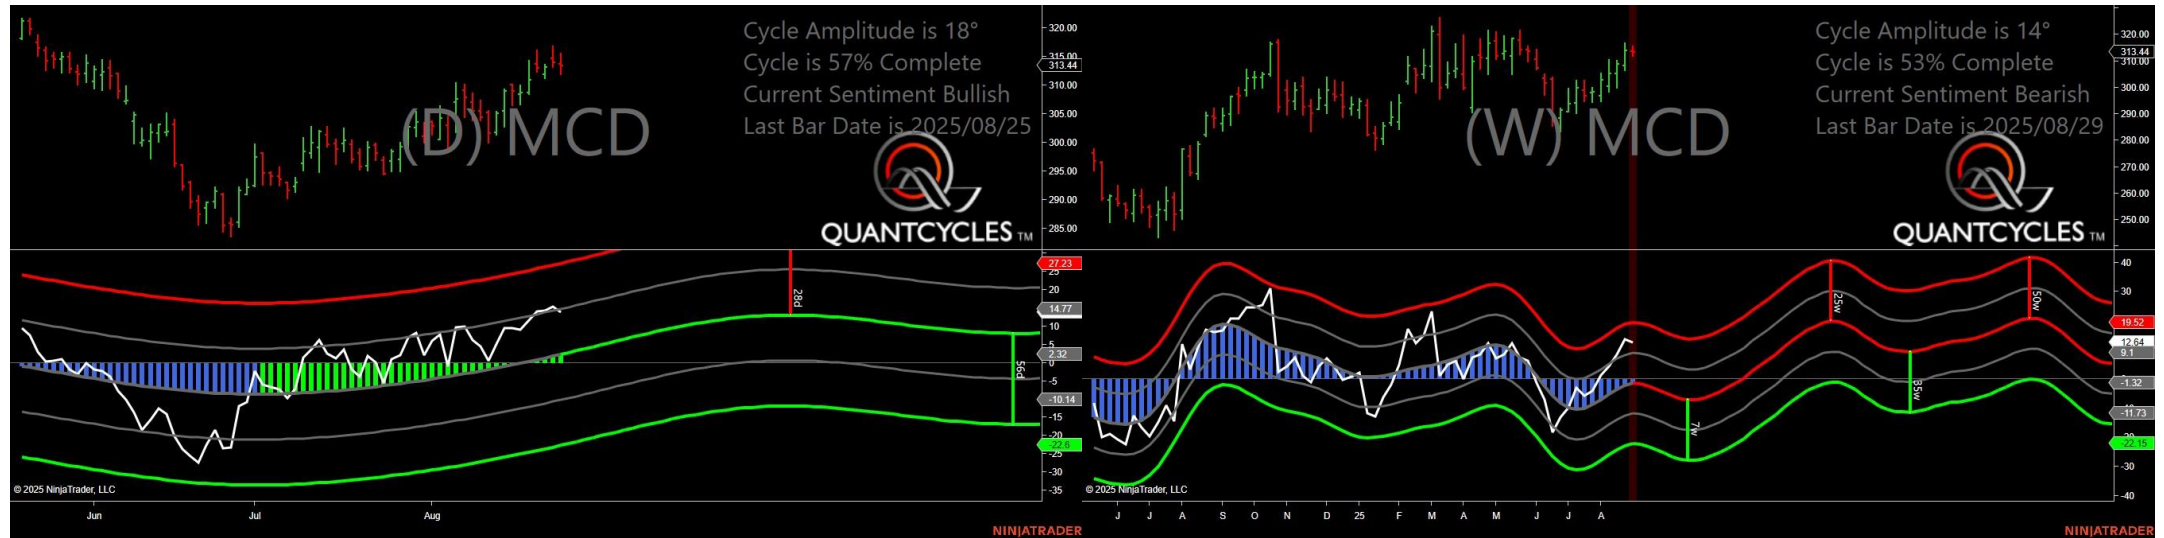 Cycle Amplitude is 18°
Cycle is 57% Complete
Current Sentiment Bullish
Last Bar Date is 2025/08/25
(D) MCD
QUANTCYCLES TM
320.00
315.00
313.44
310.00
305.00
300.00
295.00
290.00
285.00
27.23
25
20
14.77
10
5
2.32
0
-5
-10.14
-15
-20
-22.6
-25
-30
-35
28d
56d
© 2025 NinjaTrader, LLC
Jun
Jul
Aug
NINJATRADER
Cycle Amplitude is 14°
Cycle is 53% Complete
Current Sentiment Bearish
Last Bar Date is 2025/08/29
(W) MCD
QUANTCYCLES TM
320.00
313.44
310.00
300.00
290.00
280.00
270.00
260.00
250.00
40
30
19.52
12.64
9.1
-1.32
-11.73
-22.15
-30
-40
25w
50w
7w
35w
© 2025 NinjaTrader, LLC
J
J
A
S
O
N
D
25
F
M
A
M
J
J
A
NINJATRADER